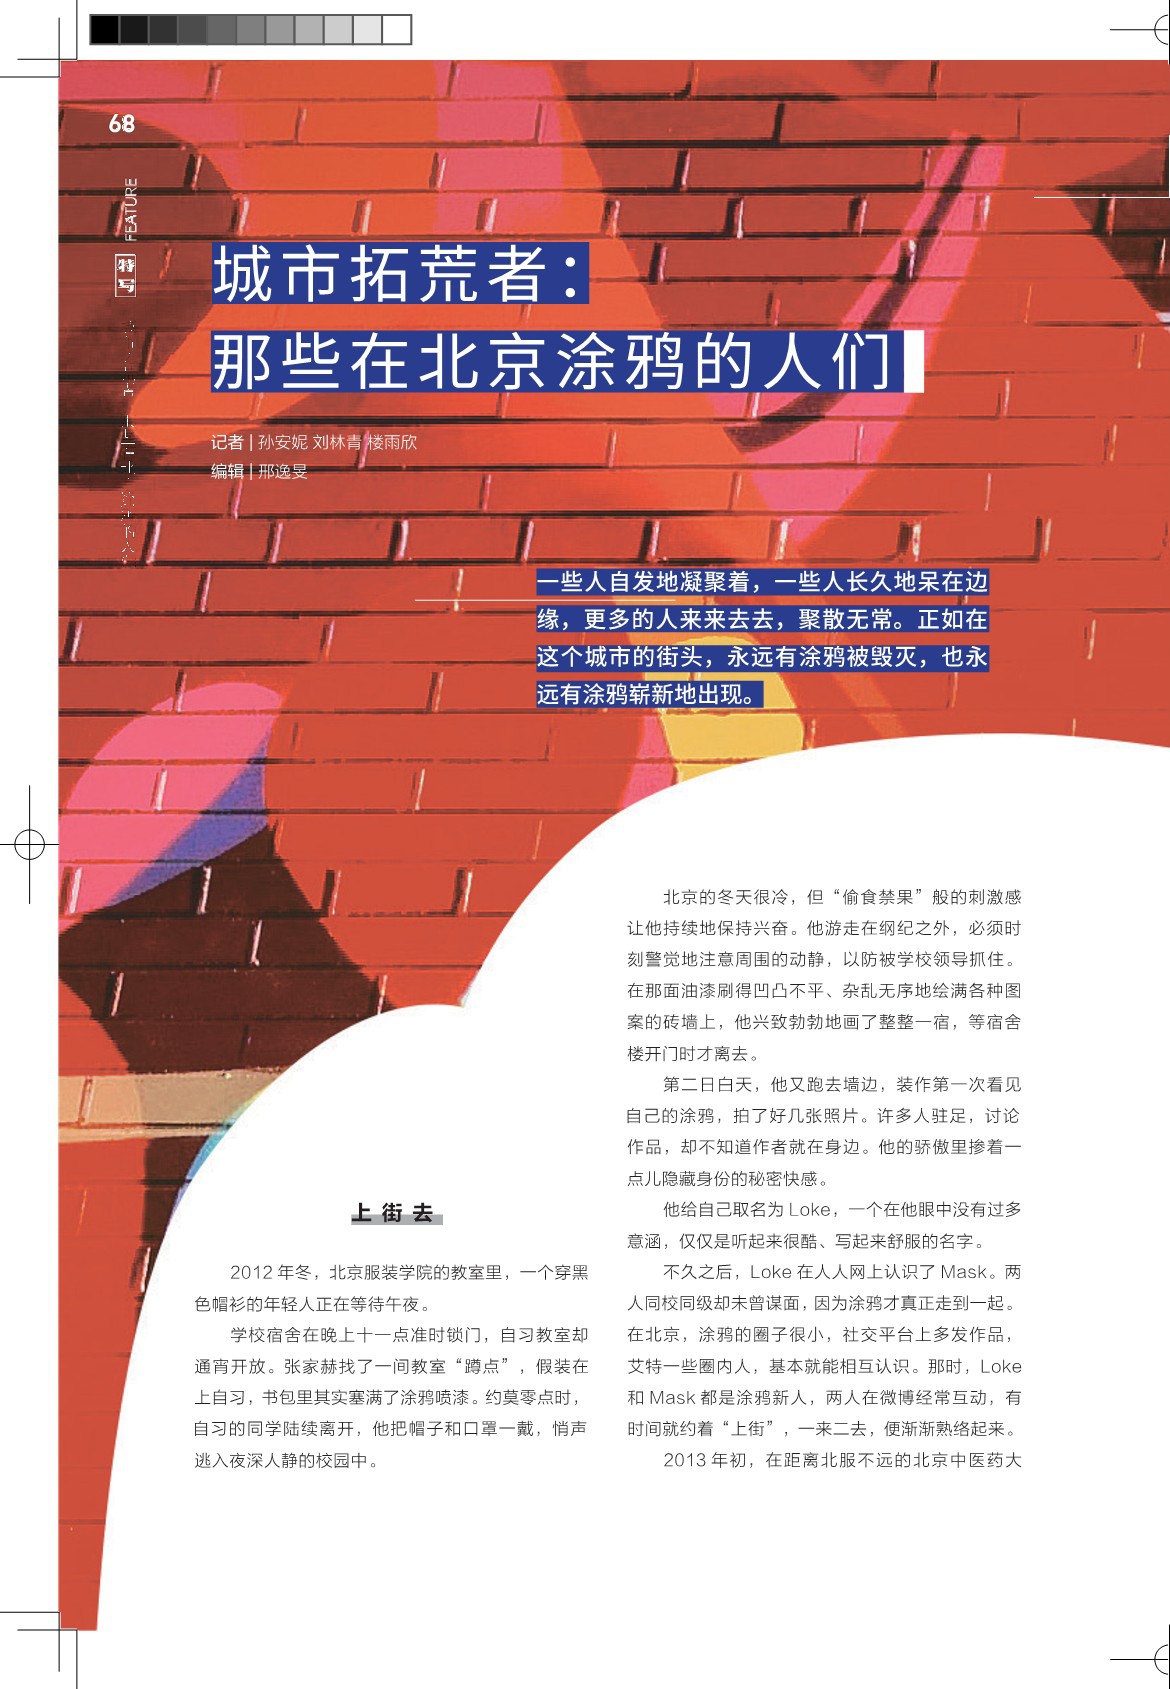 68
FEATURE
特写
城市拓荒者：
那些在北京涂鸦的人们
记者 | 孙安妮 刘林青 楼雨欣
编辑 | 邢逸旻
一些人自发地凝聚着，一些人长久地呆在边
缘，更多的人来来去去，聚散无常。正如在
这个城市的街头，永远有涂鸦被毁灭，也永
远有涂鸦崭新地出现。
上街去
2012 年冬，北京服装学院的教室里，一个穿黑
色帽衫的年轻人正在等待午夜。
学校宿舍在晚上十一点准时锁门，自习教室却
通宵开放。张家赫找了一间教室“蹲点”，假装在
上自习，书包里其实塞满了涂鸦喷漆。约莫零点时，
自习的同学陆续离开，他把帽子和口罩一戴，悄声
逃入夜深人静的校园中。
北京的冬天很冷，但“偷食禁果”般的刺激感
让他持续地保持兴奋。他游走在纲纪之外，必须时
刻警觉地注意周围的动静，以防被学校领导抓住。
在那面油漆刷得凹凸不平、杂乱无序地绘满各种图
案的砖墙上，他兴致勃勃地画了整整一宿，等宿舍
楼开门时才离去。
第二日白天，他又跑去墙边，装作第一次看见
自己的涂鸦，拍了好几张照片。许多人驻足，讨论
作品，却不知道作者就在身边。他的骄傲里掺着一
点儿隐藏身份的秘密快感。
他给自己取名为 Loke，一个在他眼中没有过多
意涵，仅仅是听起来很酷、写起来舒服的名字。
不久之后，Loke 在人人网上认识了 Mask。两
人同校同级却未曾谋面，因为涂鸦才真正走到一起。
在北京，涂鸦的圈子很小，社交平台上多发作品，
艾特一些圈内人，基本就能相互认识。那时，Loke
和 Mask 都是涂鸦新人，两人在微博经常互动，有
时间就约着“上街”，一来二去，便渐渐熟络起来。
2013 年初，在距离北服不远的北京中医药大